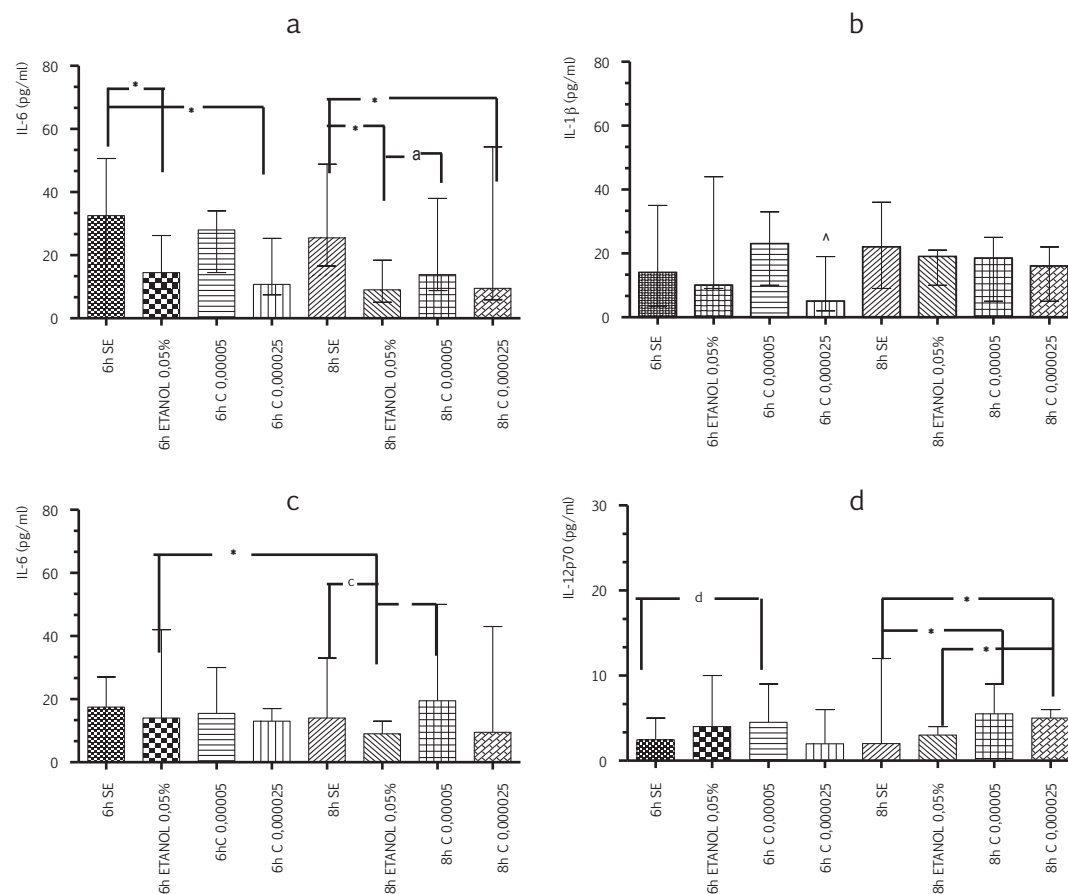 a
IL-6 (pg/ml)
80
60
40
20
0
*
*
*
*
a
6h SE
6h ETANOL 0,05%
6h C 0,00005
6h C 0,000025
8h SE
8h ETANOL 0,05%
8h C 0,00005
8h C 0,000025
b
IL-1β (pg/ml)
80
60
40
20
0
^
6h SE
6h ETANOL 0,05%
6h C 0,00005
6h C 0,000025
8h SE
8h ETANOL 0,05%
8h C 0,00005
8h C 0,000025
c
IL-6 (pg/ml)
80
60
40
20
0
*
c
6h SE
6h ETANOL 0,05%
6hC 0,00005
6h C 0,000025
8h SE
8h ETANOL 0,05%
8h C 0,00005
8h C 0,000025
d
IL-12p70 (pg/ml)
30
20
10
0
d
*
*
*
6h SE
6h ETANOL 0,05%
6h C 0,00005
6h C 0,000025
8h SE
8h ETANOL 0,05%
8h C 0,00005
8h C 0,000025